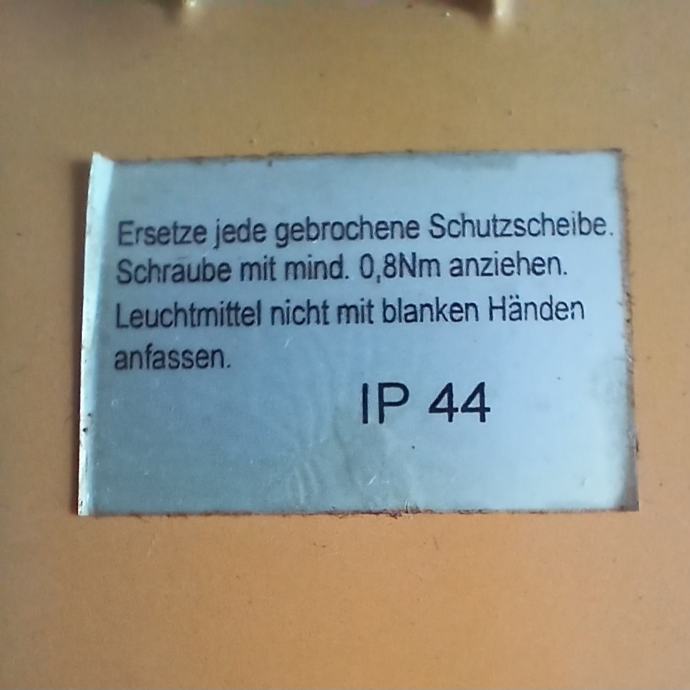 Ersetze jede gebrochene Schutzscheibe.
Schraube mit mind. 0,8Nm anziehen.
Leuchtmittel nicht mit blanken Händen
anfassen.
IP 44